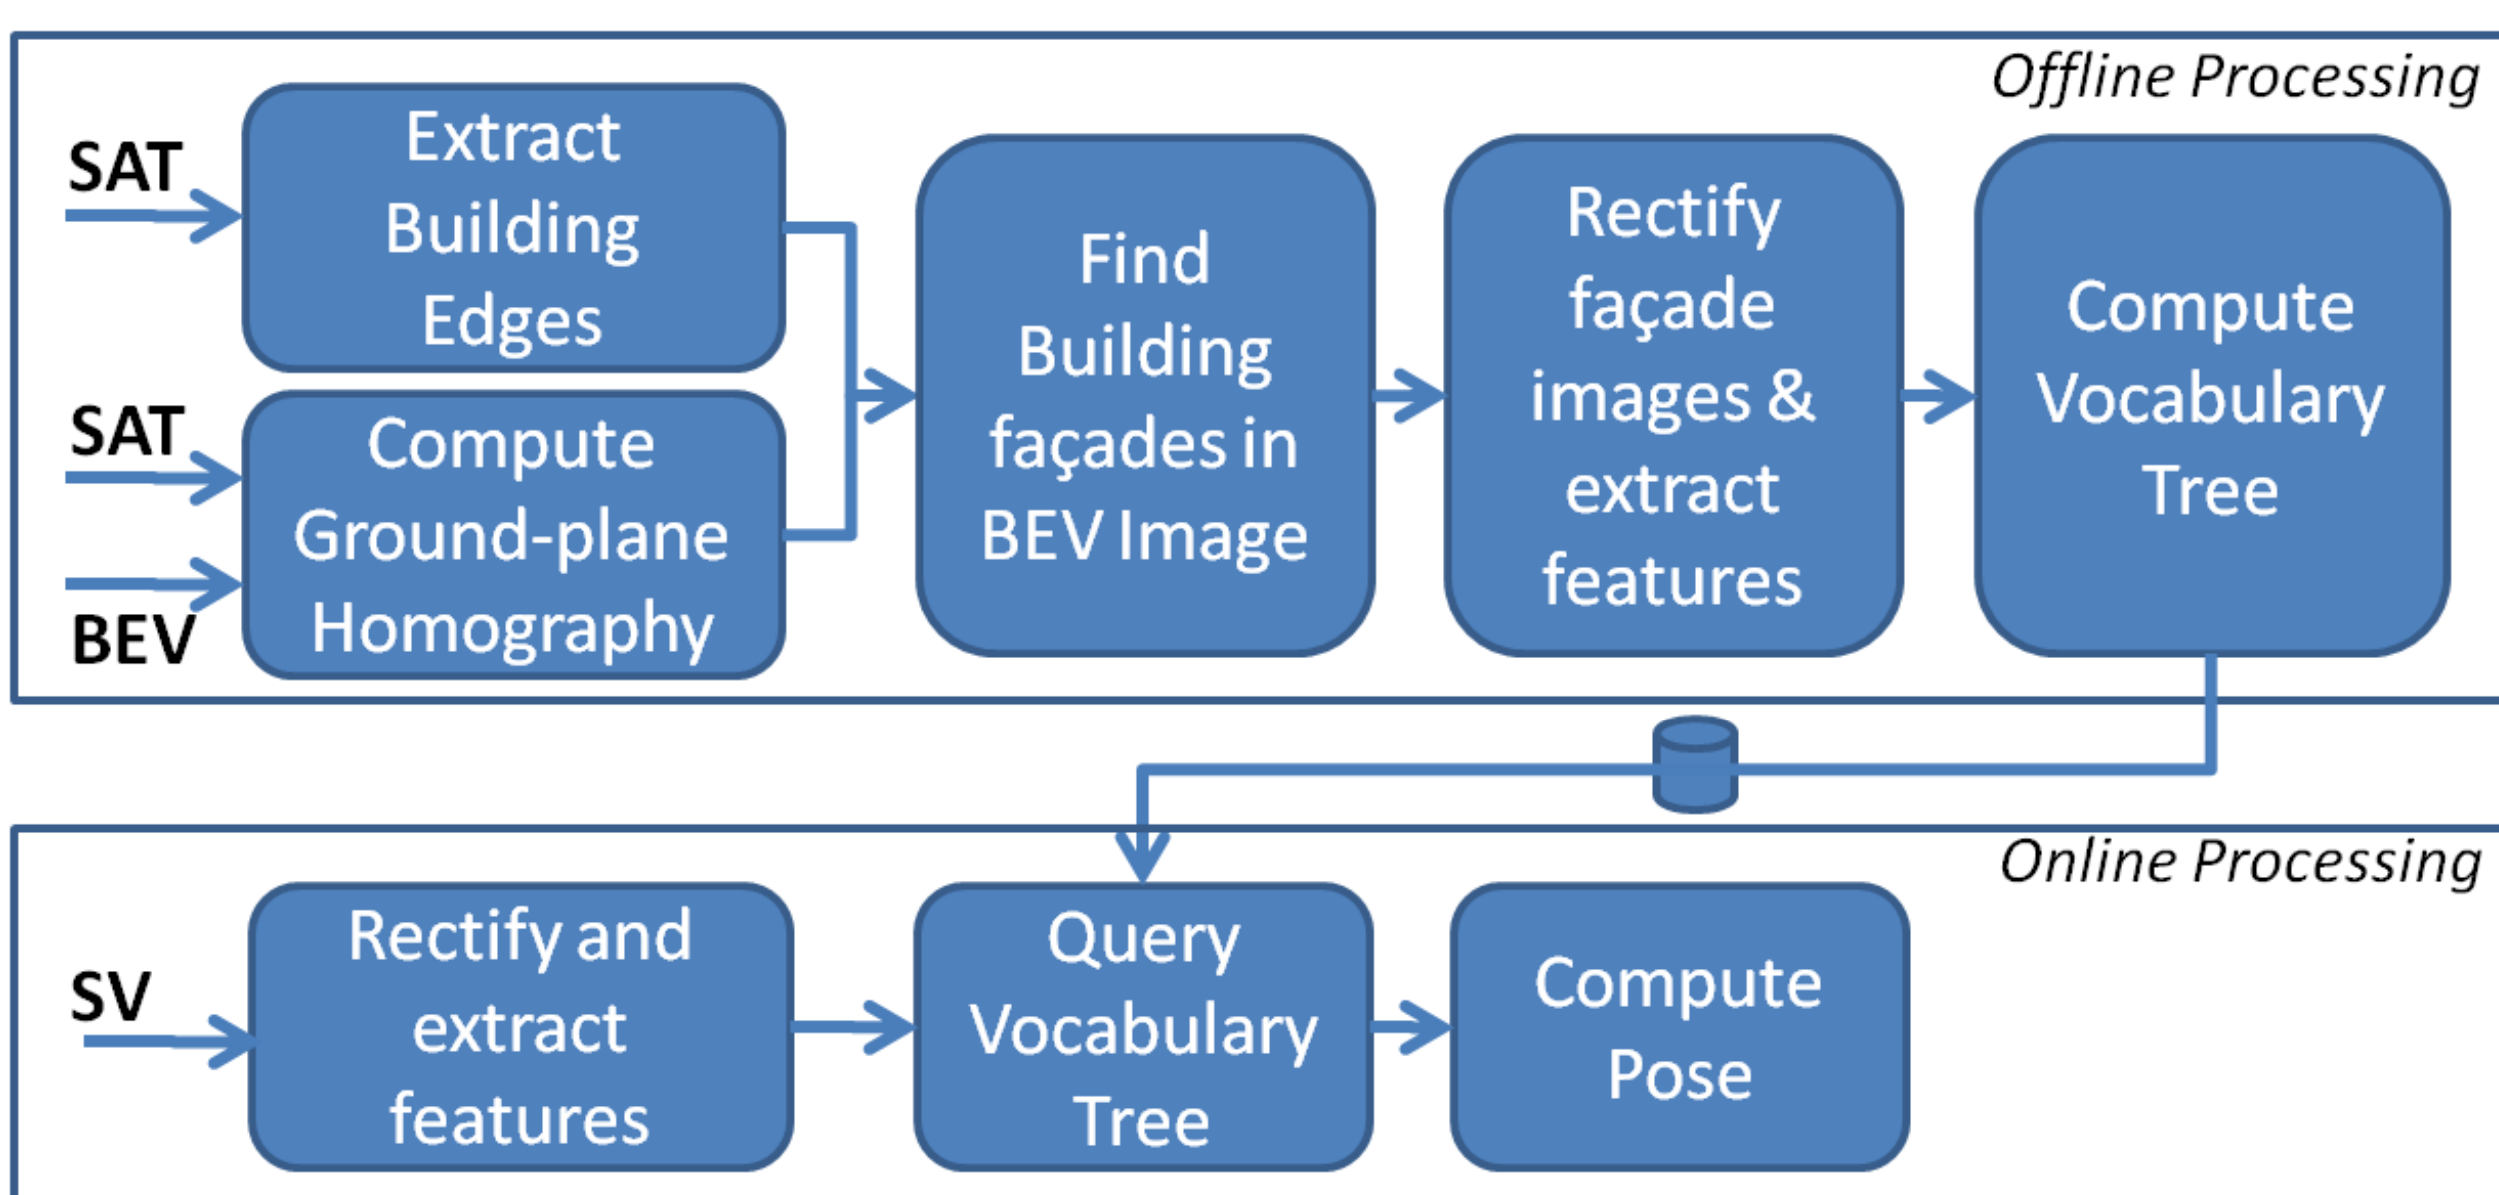 Offline Processing
SAT
Extract
Building
Edges
SAT
BEV
Compute
Ground-plane
Homography
Find
Building
façades in
BEV Image
Rectify
façade
images &
extract
features
Compute
Vocabulary
Tree
Online Processing
SV
Rectify and
extract
features
Query
Vocabulary
Tree
Compute
Pose